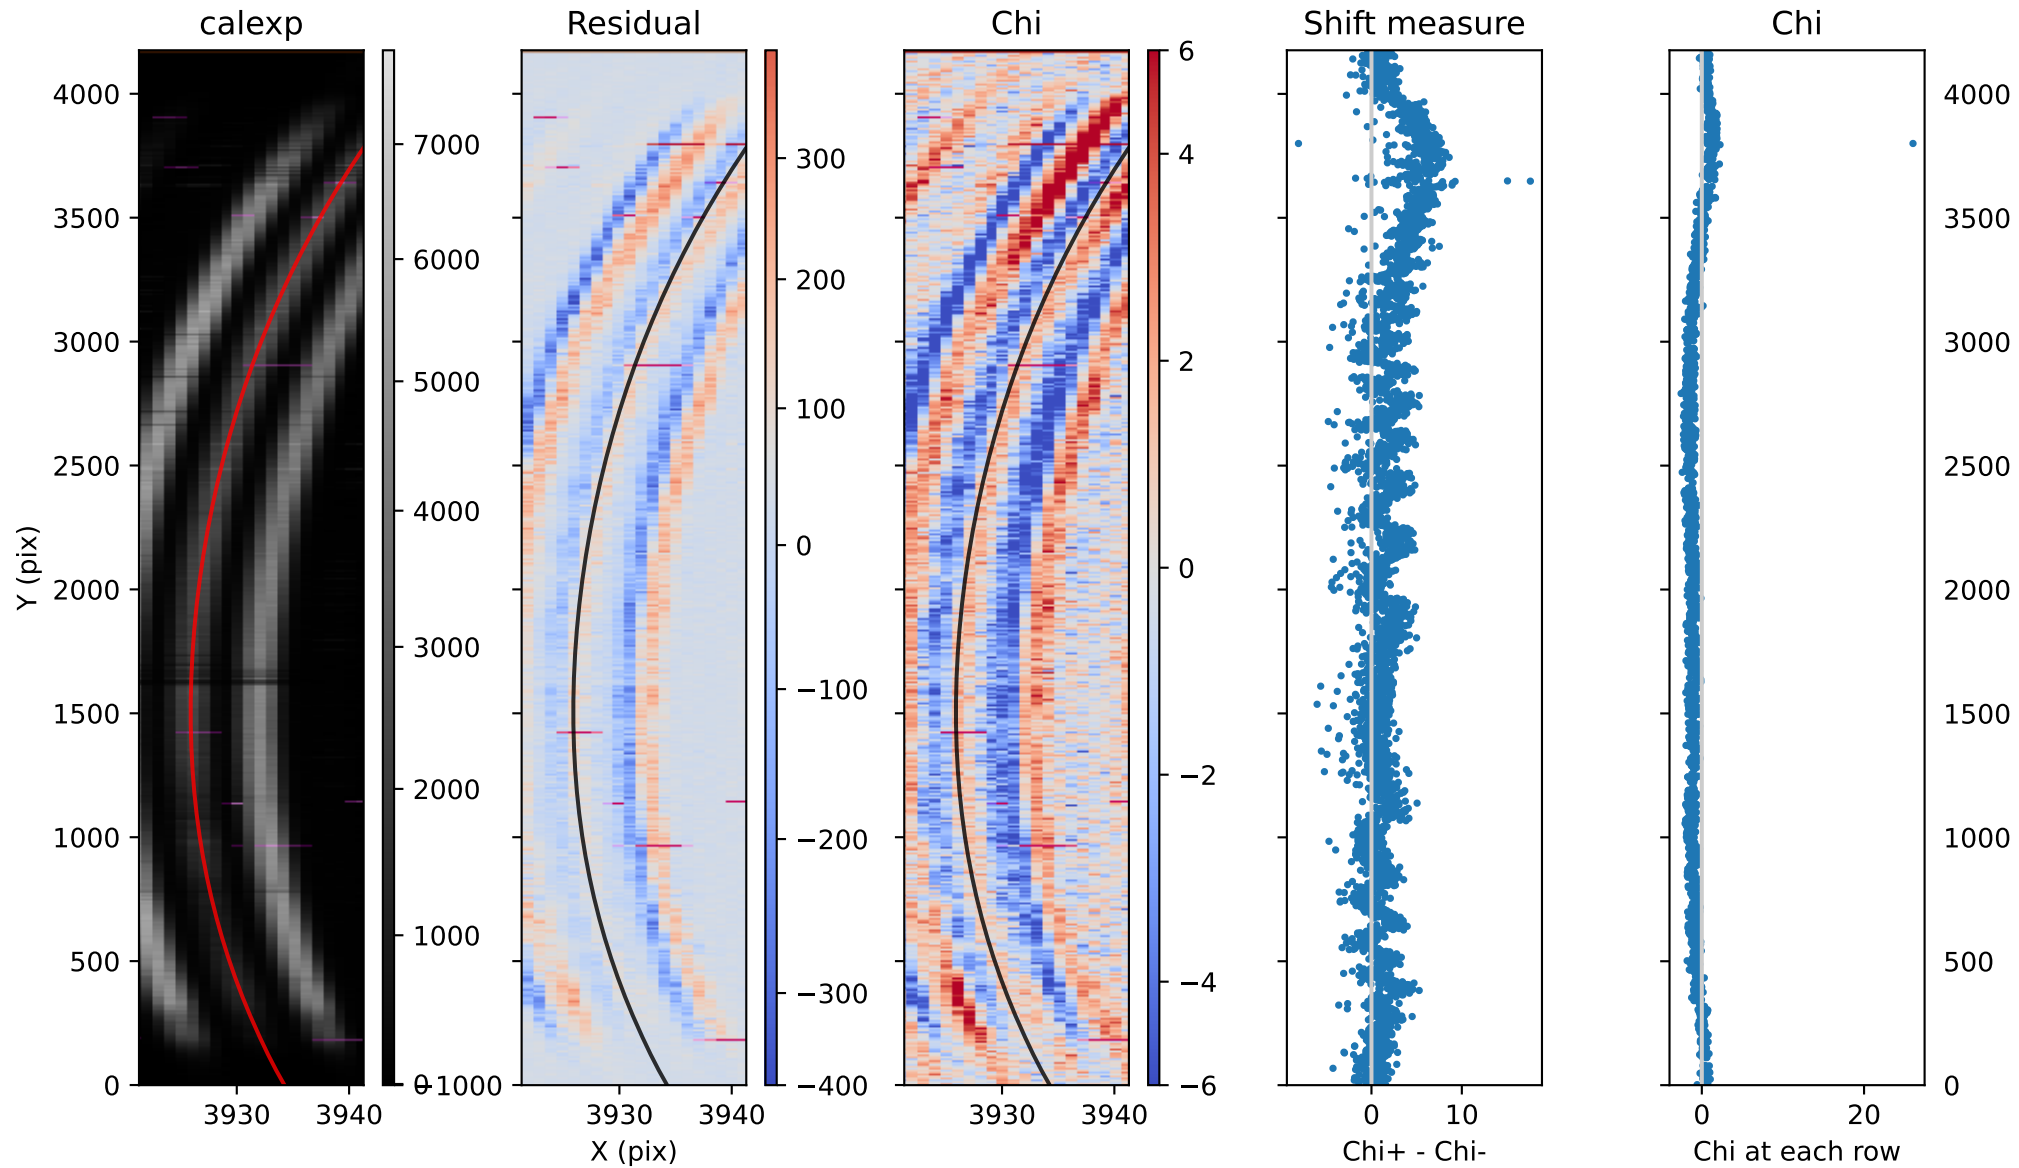 calexp Residual Chi Shift measure Chi
4000 3500 3000 2500 2000 1500 1000 500 0
Y (pix)
3930 3940
7000 6000 5000 4000 3000 2000 1000 0 −1000
3930 3940
X (pix)
300 200 100 0 −100 −200 −300 −400
3930 3940
6 4 2 0 −2 −4 −6
0 10
Chi+ - Chi-
0 20
Chi at each row
4000 3500 3000 2500 2000 1500 1000 500 0